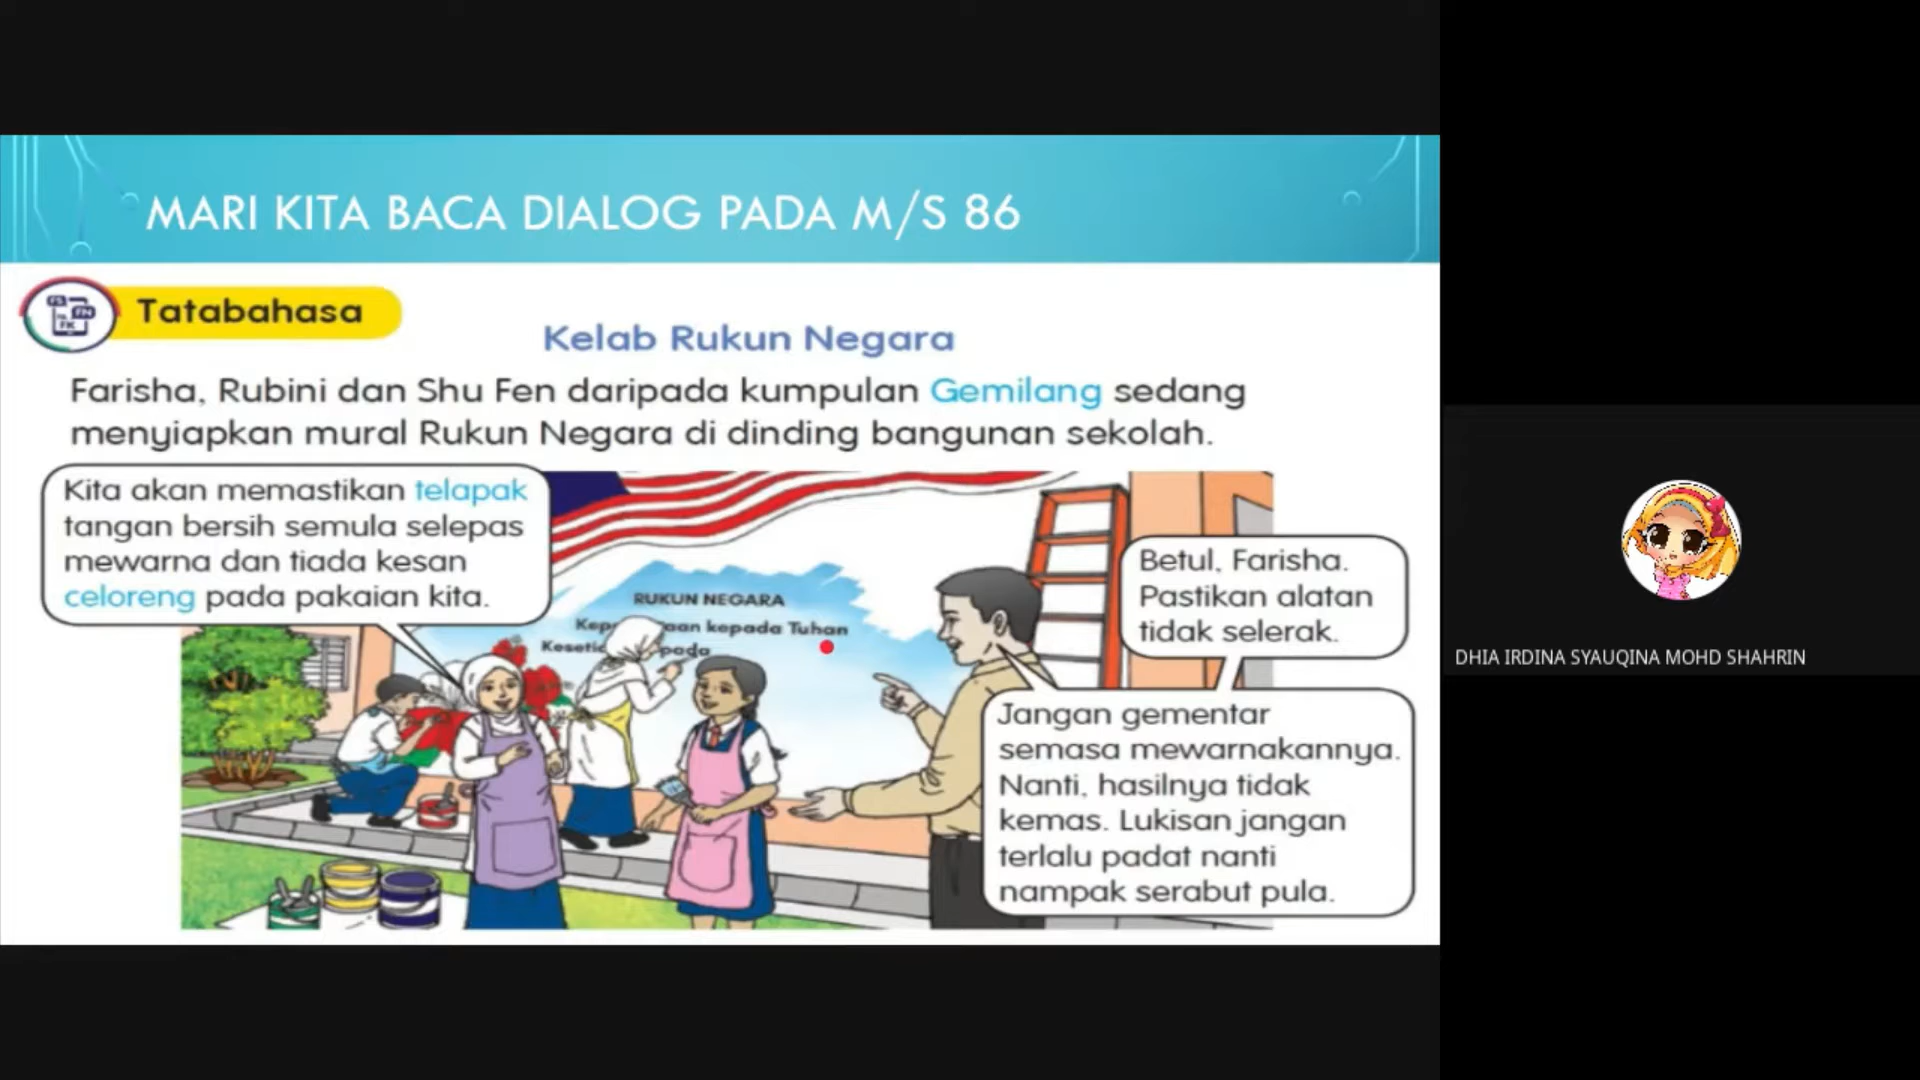 MARI KITA BACA DIALOG PADA M/S 86
Tatabahasa
Kelab Rukun Negara
Farisha, Rubini dan Shu Fen daripada kumpulan Gemilang sedang
menyiapkan mural Rukun Negara di dinding bangunan sekolah.
Kita akan memastikan telapak
tangan bersih semula selepas
mewarna dan tiada kesan
celoreng pada pakaian kita.
RUKUN NEGARA
kepada Tuhan
Betul, Farisha.
Pastikan alatan
tidak selerak.
Jangan gementar
semasa mewarnakannya.
Nanti, hasilnya tidak
kemas. Lukisan jangan
terlalu padat nanti
nampak serabut pula.
DHIA IRDINA SYAUQINA MOHD SHAHRIN